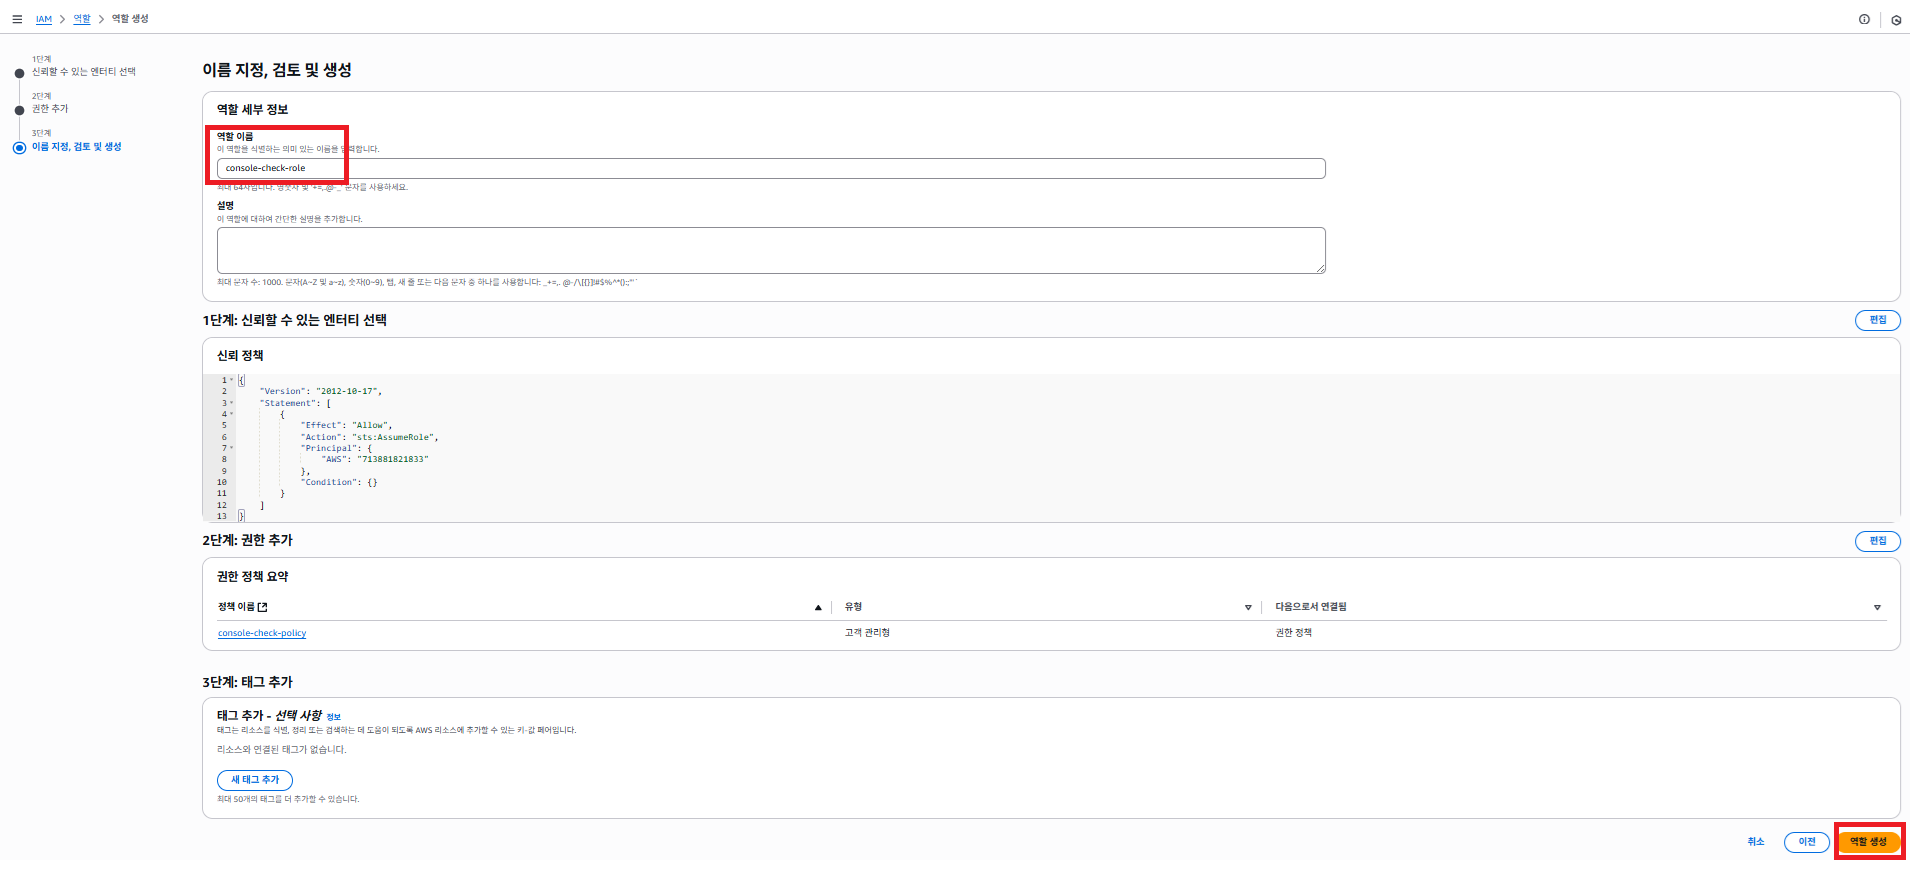 IAM > 역할 > 역할 생성
1단계
신뢰할 수 있는 엔터티 선택
2단계
권한 추가
3단계
이름 지정, 검토 및 생성
이름 지정, 검토 및 생성
역할 세부 정보
역할 이름
이 역할을 식별하는 의미 있는 이름을 입력합니다.
console-check-role
최대 64자입니다. 영숫자 및 '+=,.@-_' 문자를 사용하세요.
설명
이 역할에 대하여 간단한 설명을 추가합니다.
최대 문자 수: 1000. 문자(A~Z 및 a~z), 숫자(0~9), 탭, 새 줄 또는 다음 문자 중 하나를 사용합니다: _+=,. @-/\[{}]!#$%^*();:"'`
1단계: 신뢰할 수 있는 엔터티 선택
편집
신뢰 정책
1 {
2 "Version": "2012-10-17",
3 "Statement": [
4 {
5 "Effect": "Allow",
6 "Action": "sts:AssumeRole",
7 "Principal": {
8 "AWS": "713881821833"
9 },
10 "Condition": {}
11 }
12 ]
13 }
2단계: 권한 추가
편집
권한 정책 요약
정책 이름
유형
다음으로서 연결됨
console-check-policy
고객 관리형
권한 정책
3단계: 태그 추가
태그 추가 - 선택 사항 정보
태그는 리소스를 식별, 정리 또는 검색하는 데 도움이 되도록 AWS 리소스에 추가할 수 있는 키-값 페어입니다.
리소스와 연결된 태그가 없습니다.
새 태그 추가
최대 50개의 태그를 더 추가할 수 있습니다.
취소
이전
역할 생성